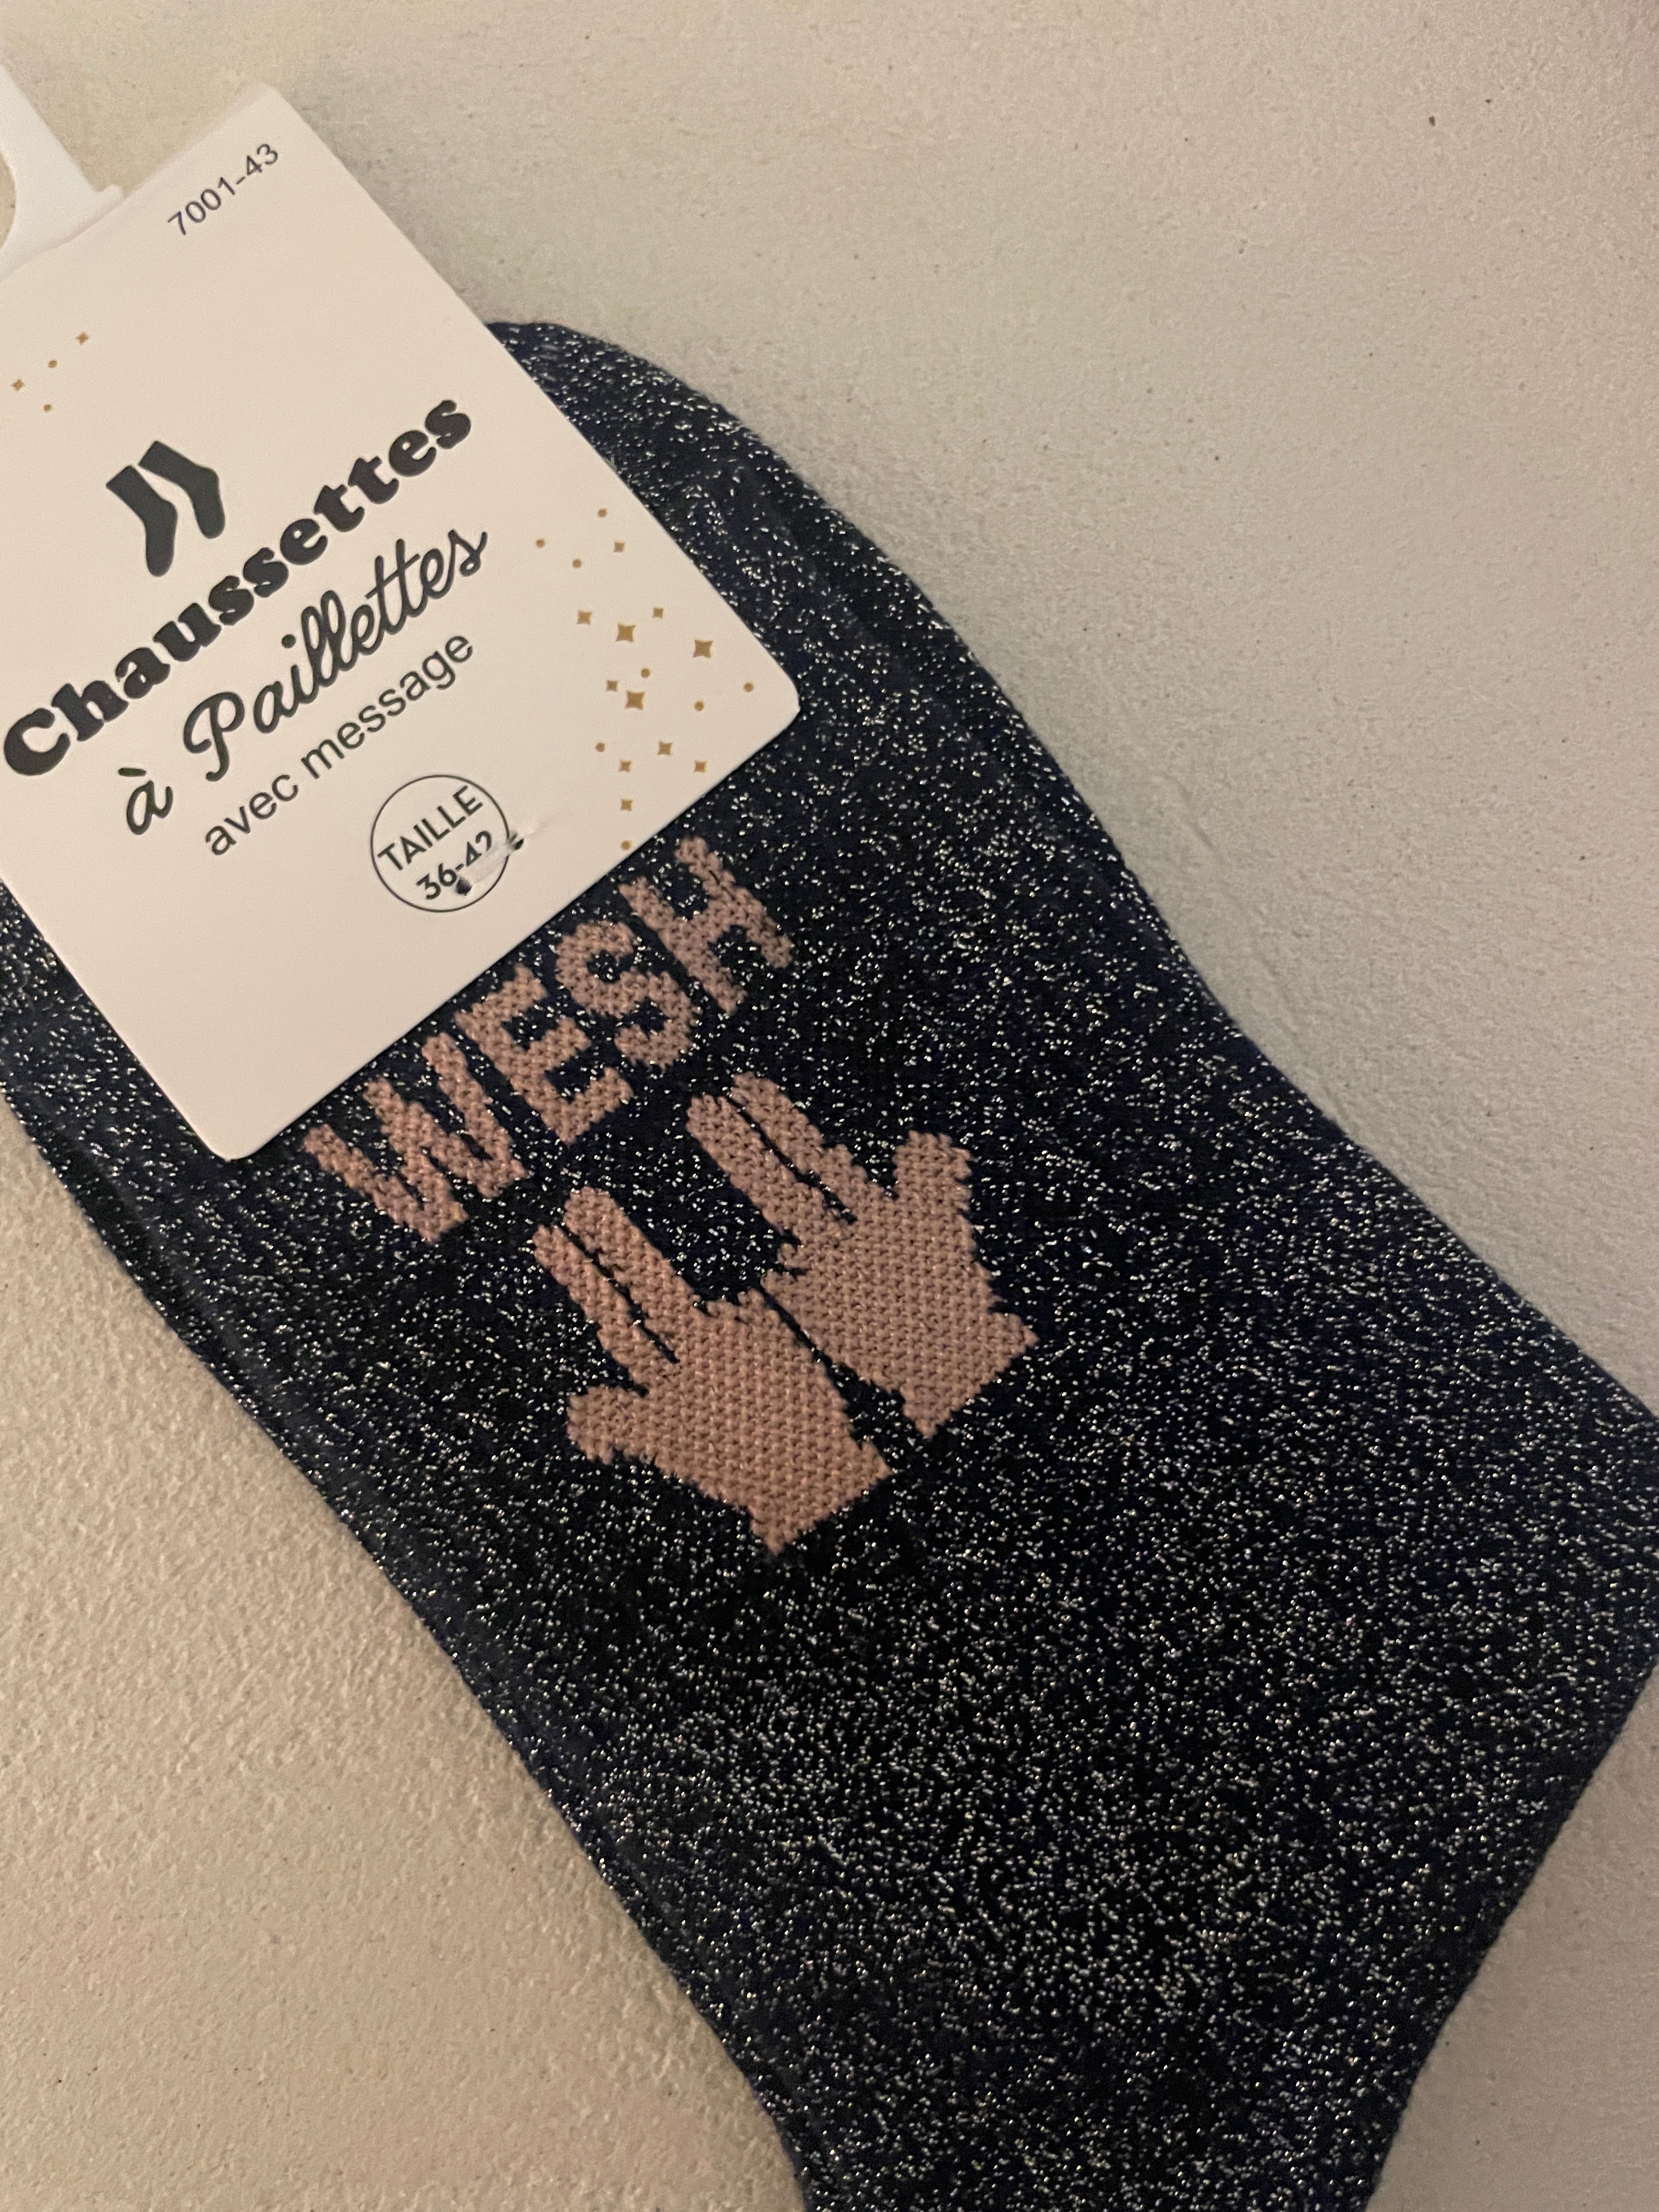 7001-43
Chaussettes
à Paillettes
avec message
TAILLE
36-42
WESH